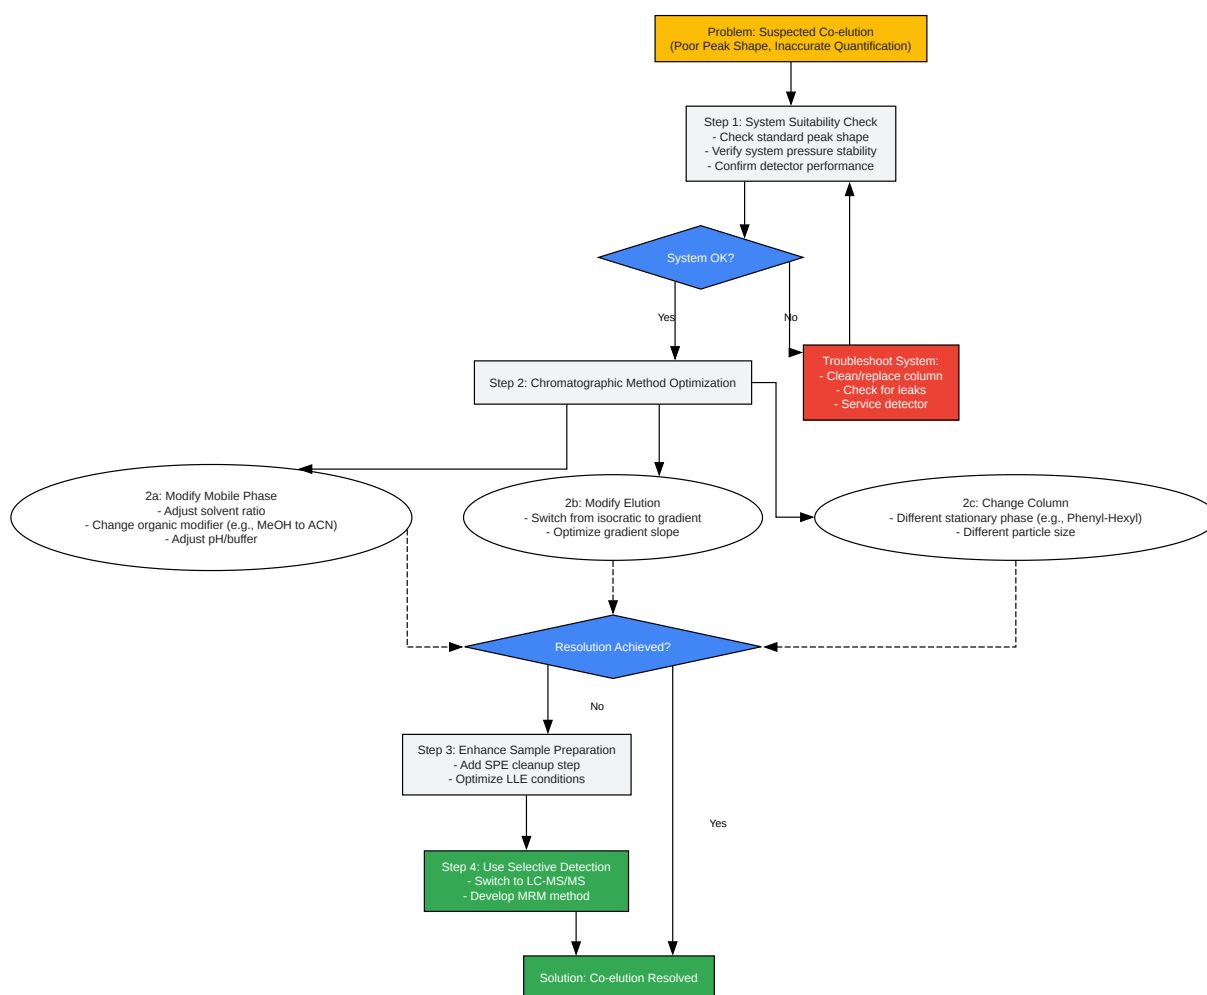 Problem: Suspected Co-elution
(Poor Peak Shape, Inaccurate Quantification)
Step 1: System Suitability Check
- Check standard peak shape
- Verify system pressure stability
- Confirm detector performance
System OK?
Yes
No
Troubleshoot System:
- Clean/replace column
- Check for leaks
- Service detector
Step 2: Chromatographic Method Optimization
2a: Modify Mobile Phase
- Adjust solvent ratio
- Change organic modifier (e.g., MeOH to ACN)
- Adjust pH/buffer
2b: Modify Elution
- Switch from isocratic to gradient
- Optimize gradient slope
2c: Change Column
- Different stationary phase (e.g., Phenyl-Hexyl)
- Different particle size
Resolution Achieved?
No
Step 3: Enhance Sample Preparation
- Add SPE cleanup step
- Optimize LLE conditions
Yes
Step 4: Use Selective Detection
- Switch to LC-MS/MS
- Develop MRM method
Solution: Co-elution Resolved